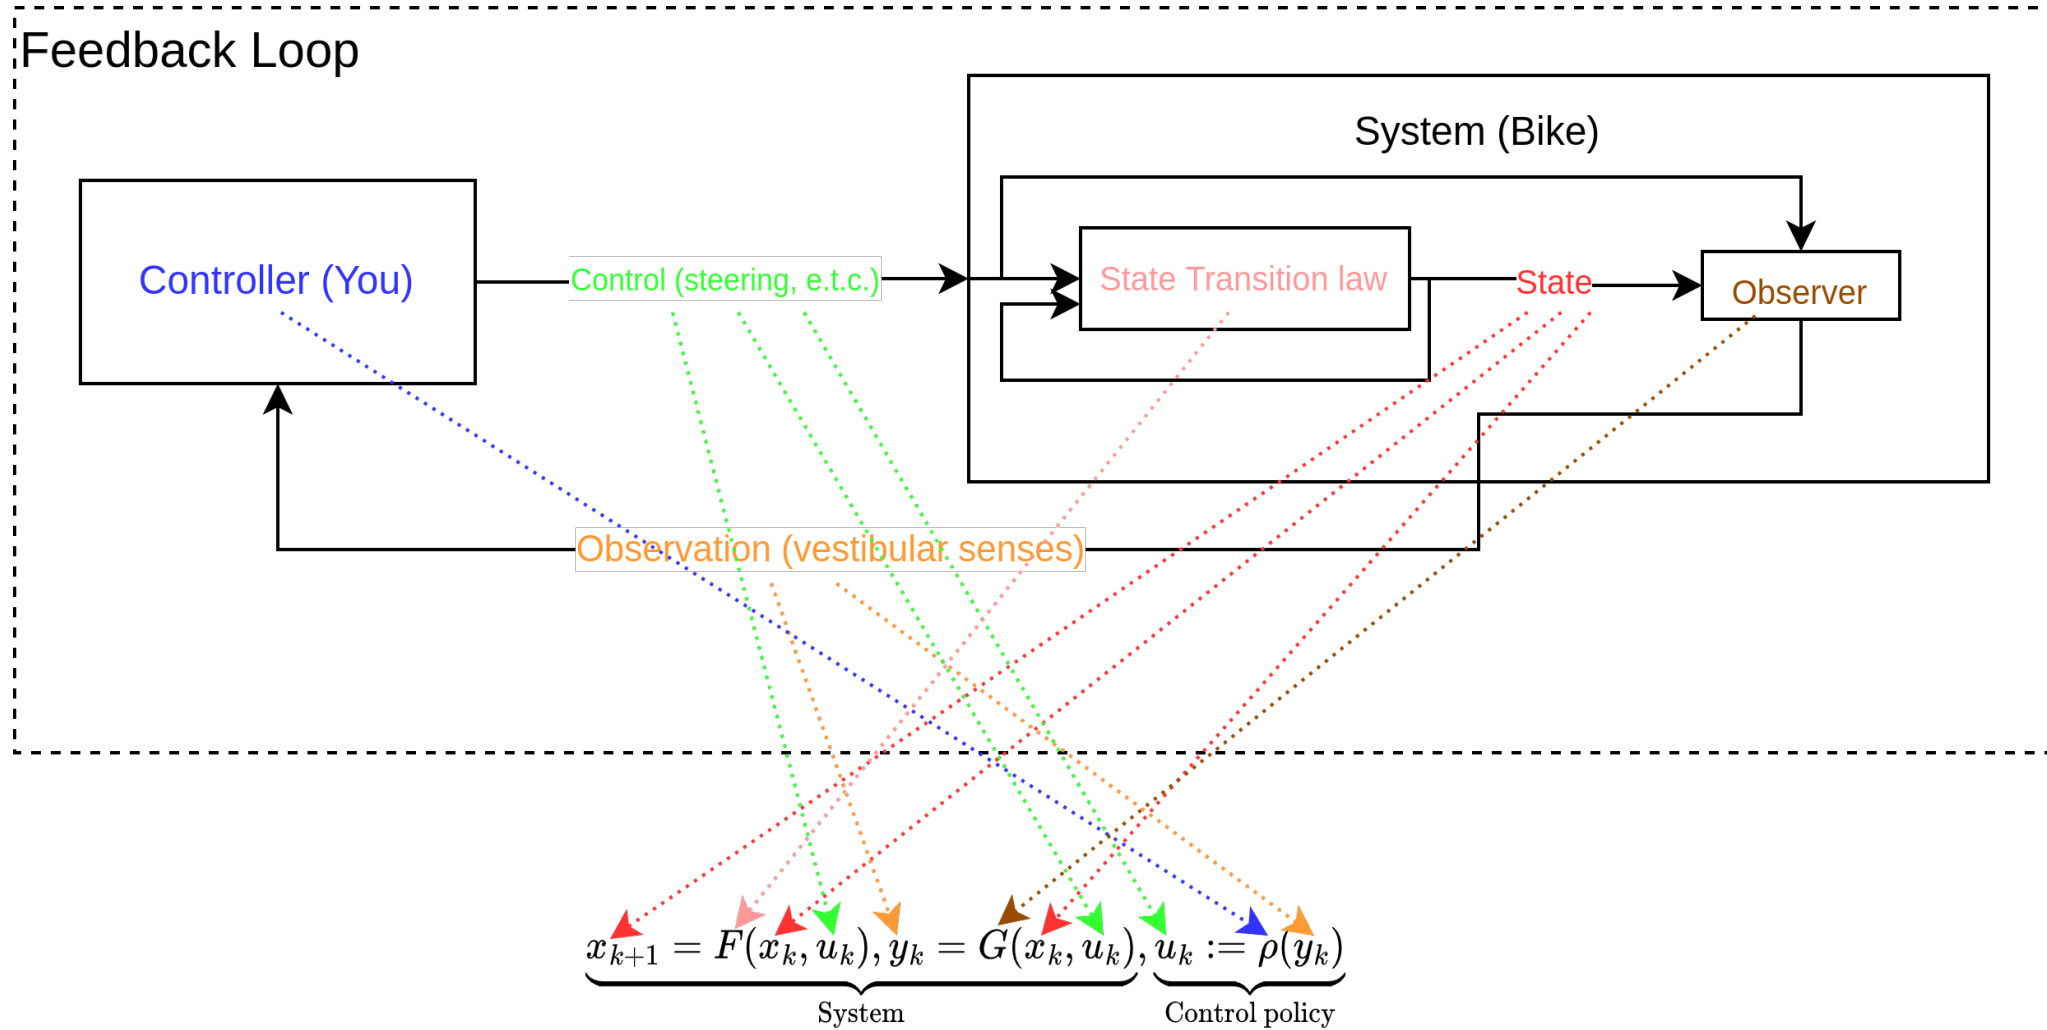 Feedback Loop
System (Bike)
Controller (You)
Control (steering, e.t.c.)
State Transition law
State
Observer
Observation (vestibular senses)
x_{k+1} = F(x_k, u_k), y_k = G(x_k, u_k), u_k := ρ(y_k)
System
Control policy